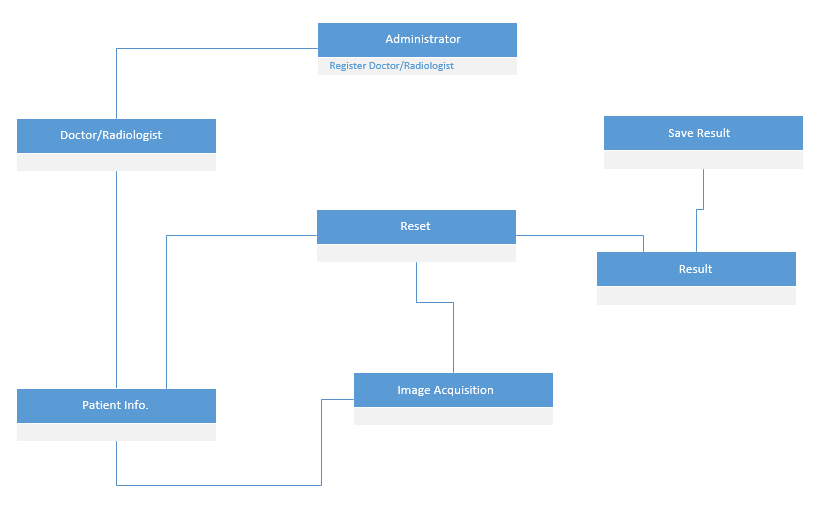 Administrator
Register Doctor/Radiologist
Doctor/Radiologist
Save Result
Reset
Result
Image Acquisition
Patient Info.